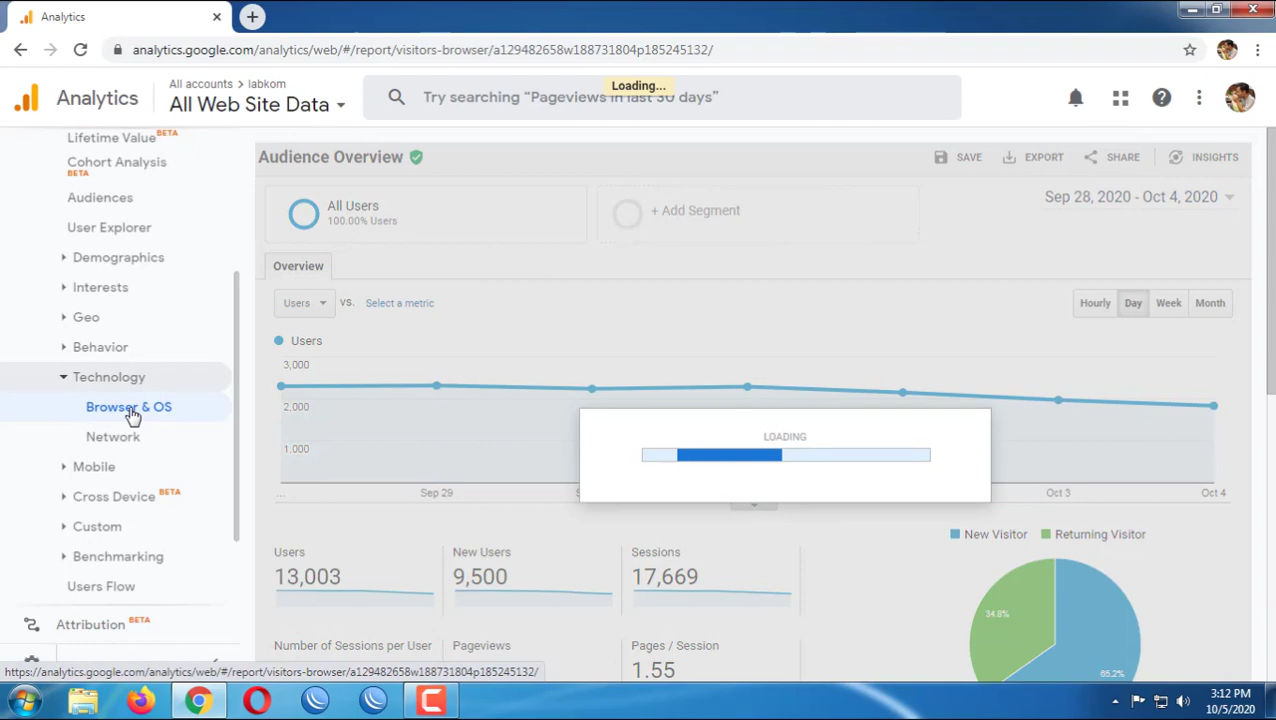 Analytics
analytics.google.com/analytics/web/#/report/visitors-browser/a129482658w188731804p185245132/
Analytics
All accounts > labkom
All Web Site Data
Loading...
Try searching “Pageviews in last 30 days”
Lifetime Value BETA
Cohort Analysis
BETA
Audiences
User Explorer
Demographics
Interests
Geo
Behavior
Technology
Browser & OS
Network
Mobile
Cross Device BETA
Custom
Benchmarking
Users Flow
Attribution BETA
Audience Overview
SAVE
EXPORT
SHARE
INSIGHTS
All Users
100.00% Users
+ Add Segment
Sep 28, 2020 - Oct 4, 2020
Overview
Users
vs.
Select a metric
Hourly
Day
Week
Month
Users
3,000
2,000
1,000
LOADING
...
Sep 29
Oct 3
Oct 4
Users
13,003
New Users
9,500
Sessions
17,669
Number of Sessions per User
Pageviews
Pages / Session
1.55
New Visitor
Returning Visitor
34.8%
65.2%
https://analytics.google.com/analytics/web/#/report/visitors-browser/a129482658w188731804p185245132/
3:12 PM
10/5/2020